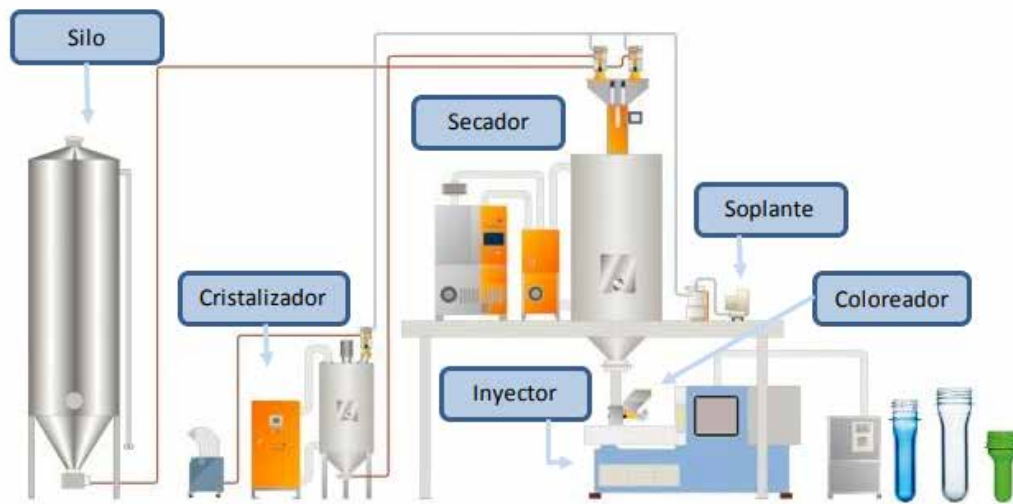 Silo
Secador
Soplante
Cristalizador
Coloreador
Inyector